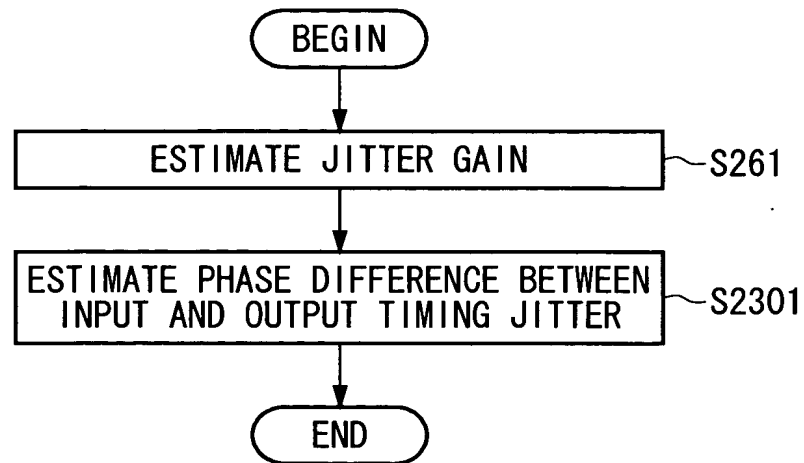 BEGIN
ESTIMATE JITTER GAIN
S261
ESTIMATE PHASE DIFFERENCE BETWEEN
INPUT AND OUTPUT TIMING JITTER
S2301
END